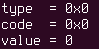 type  = 0x0
code  = 0x0
value = 0